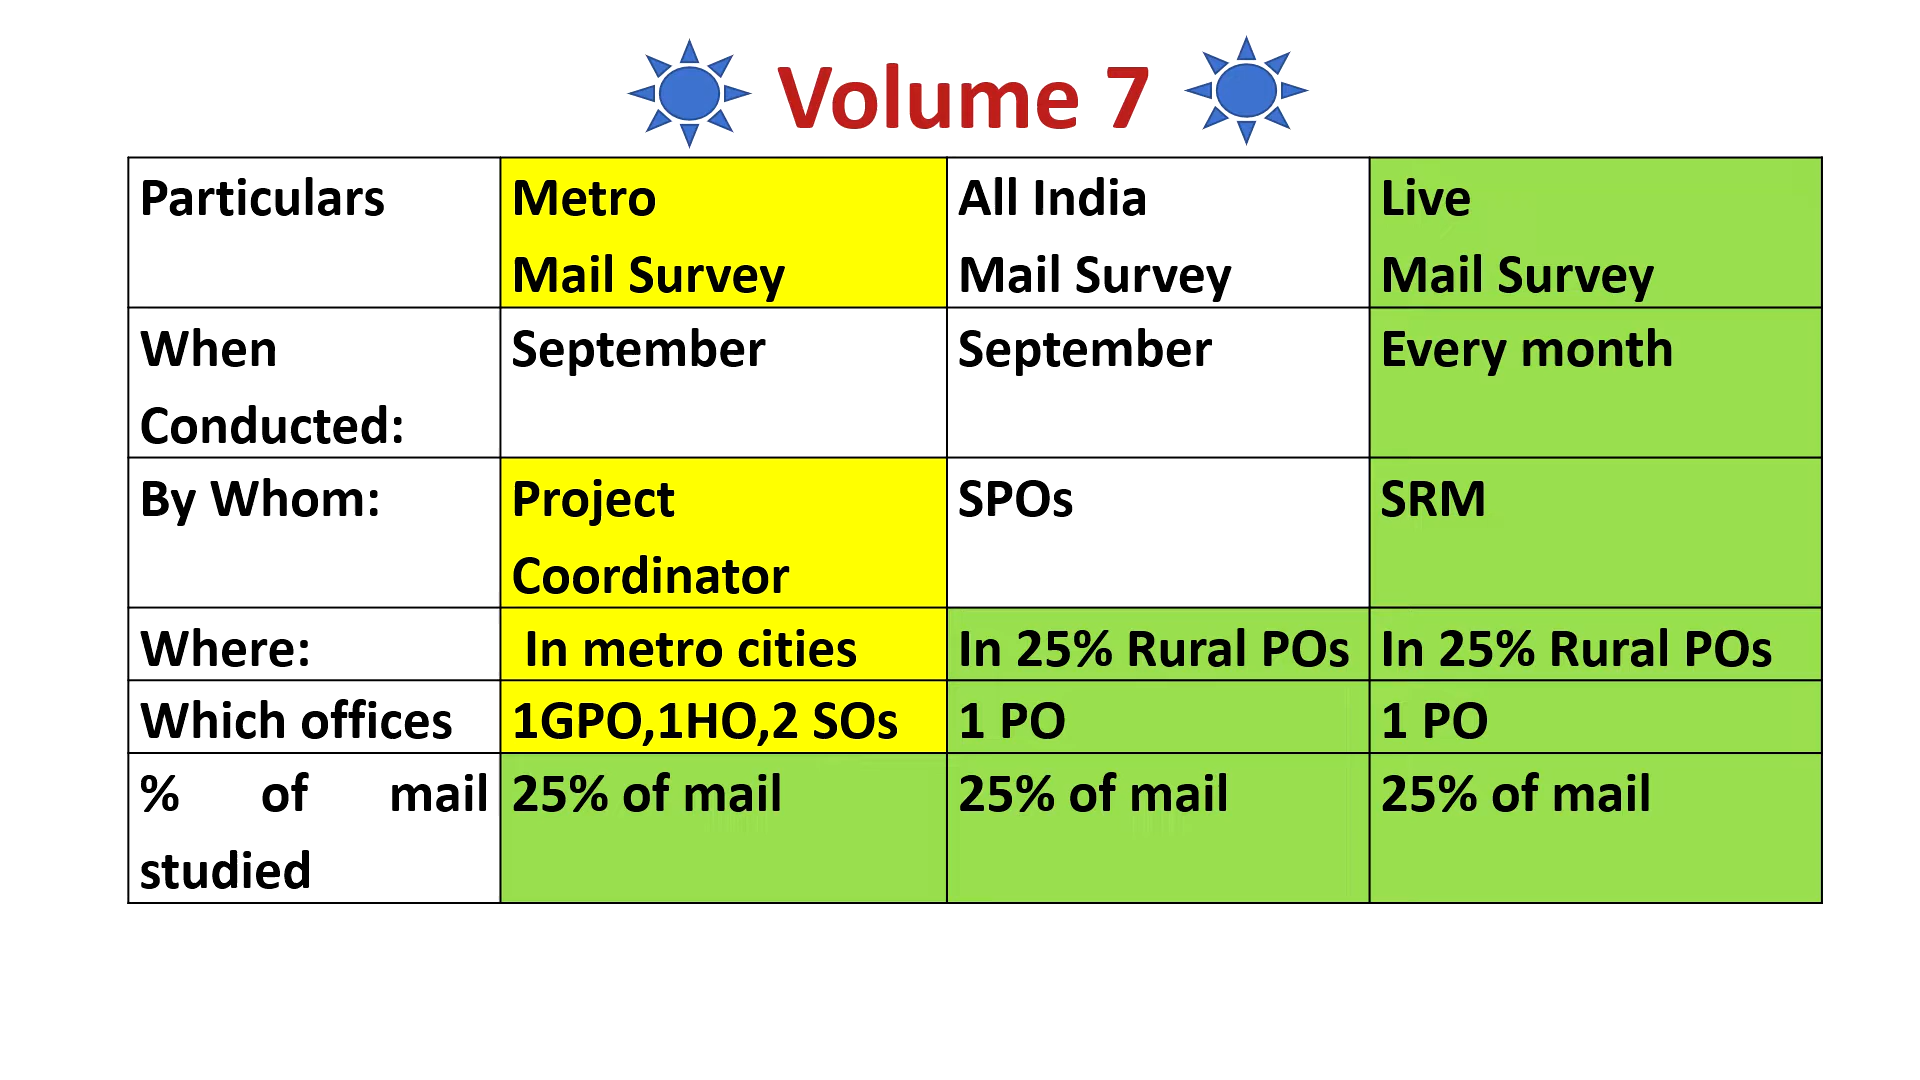 Volume 7
Particulars
Metro
Mail Survey
All India
Mail Survey
Live
Mail Survey
When
Conducted:
September
September
Every month
By Whom:
Project
Coordinator
SPOs
SRM
Where:
In metro cities
In 25% Rural POs
In 25% Rural POs
Which offices
1GPO,1HO,2 SOs
1 PO
1 PO
% of mail
studied
25% of mail
25% of mail
25% of mail